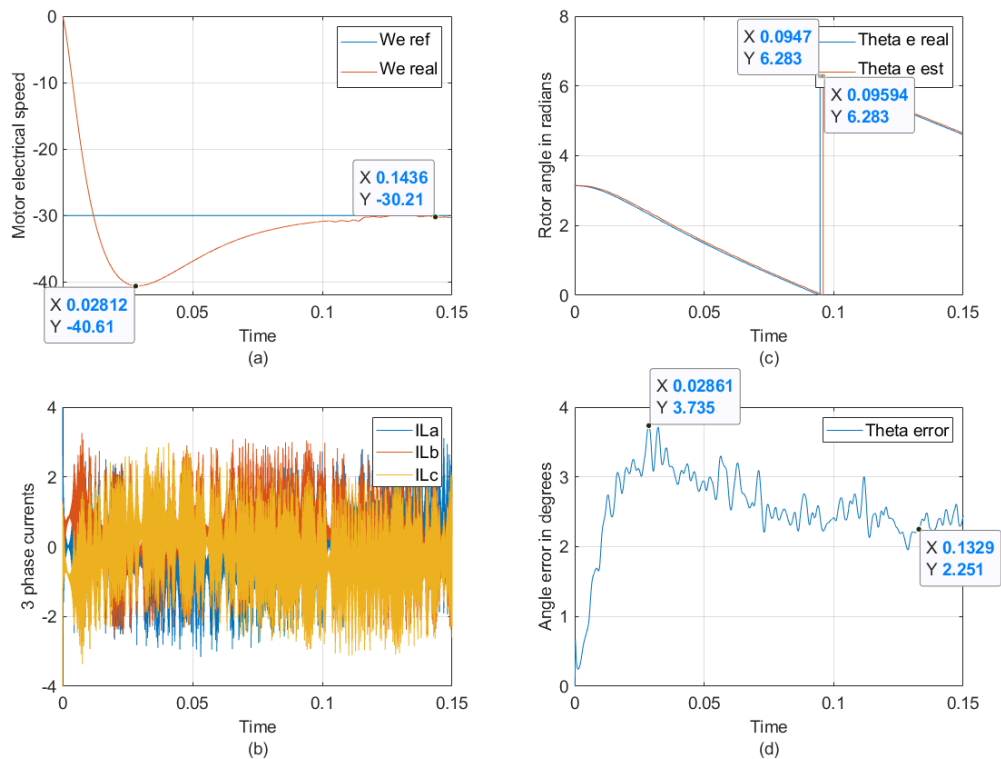 We ref
We real
Motor electrical speed
0
-10
-20
-30
-40
X 0.1436
Y -30.21
X 0.02812
Y -40.61
0
0.05
0.1
0.15
Time
(a)
X 0.0947
Y 6.283
Theta e real
Theta e est
X 0.09594
Y 6.283
Rotor angle in radians
8
6
4
2
0
0
0.05
0.1
0.15
Time
(c)
ILa
ILb
ILc
3 phase currents
4
2
0
-2
-4
0
0.05
0.1
0.15
Time
(b)
X 0.02861
Y 3.735
Theta error
X 0.1329
Y 2.251
Angle error in degrees
4
3
2
1
0
0
0.05
0.1
0.15
Time
(d)